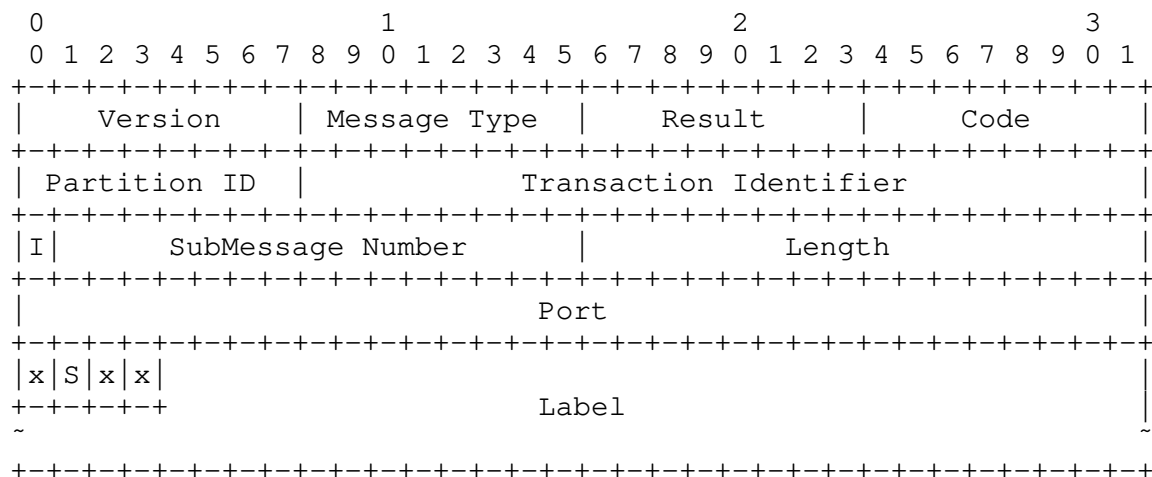 0                   1                   2                   3
 0 1 2 3 4 5 6 7 8 9 0 1 2 3 4 5 6 7 8 9 0 1 2 3 4 5 6 7 8 9 0 1
+-+-+-+-+-+-+-+-+-+-+-+-+-+-+-+-+-+-+-+-+-+-+-+-+-+-+-+-+-+-+-+-+
|    Version    | Message Type  |    Result     |     Code      |
+-+-+-+-+-+-+-+-+-+-+-+-+-+-+-+-+-+-+-+-+-+-+-+-+-+-+-+-+-+-+-+-+
| Partition ID  |            Transaction Identifier             |
+-+-+-+-+-+-+-+-+-+-+-+-+-+-+-+-+-+-+-+-+-+-+-+-+-+-+-+-+-+-+-+-+
|I|      SubMessage Number      |           Length              |
+-+-+-+-+-+-+-+-+-+-+-+-+-+-+-+-+-+-+-+-+-+-+-+-+-+-+-+-+-+-+-+-+
|                             Port                              |
+-+-+-+-+-+-+-+-+-+-+-+-+-+-+-+-+-+-+-+-+-+-+-+-+-+-+-+-+-+-+-+-+
|x|S|x|x|                                                       |
+-+-+-+-+                     Label                             |
~                                                               ~
+-+-+-+-+-+-+-+-+-+-+-+-+-+-+-+-+-+-+-+-+-+-+-+-+-+-+-+-+-+-+-+-+